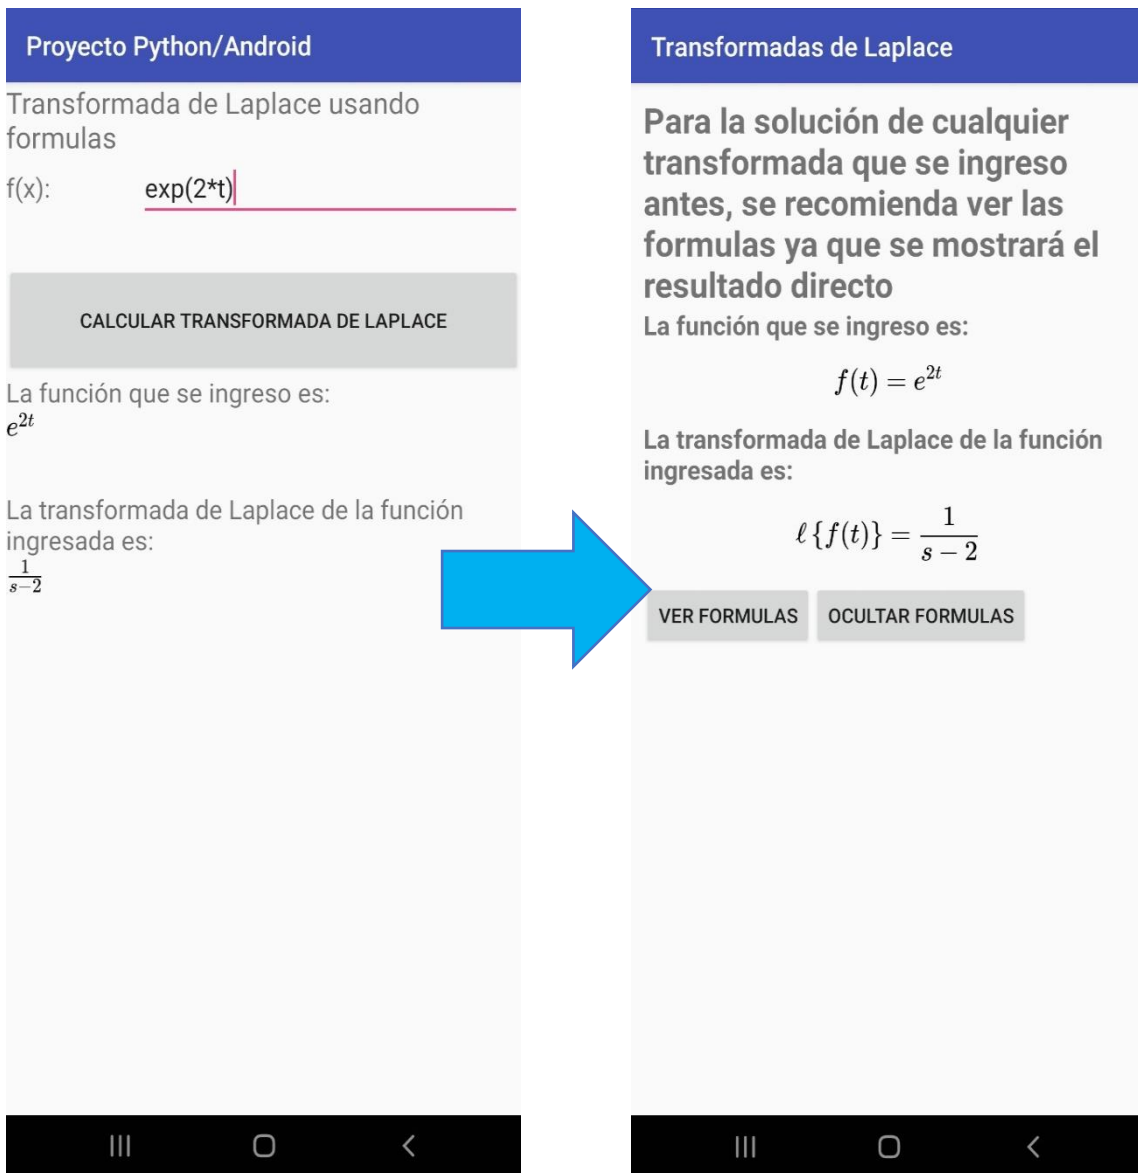 Proyecto Python/Android
Transformada de Laplace usando
formulas
f(x): exp(2*t)
CALCULAR TRANSFORMADA DE LAPLACE
La función que se ingreso es:
e^{2t}
La transformada de Laplace de la función
ingresada es:
\frac{1}{s-2}
Transformadas de Laplace
Para la solución de cualquier
transformada que se ingreso
antes, se recomienda ver las
formulas ya que se mostrará el
resultado directo
La función que se ingreso es:
f(t) = e^{2t}
La transformada de Laplace de la función
ingresada es:
\ell \{f(t)\} = \frac{1}{s-2}
VER FORMULAS OCULTAR FORMULAS